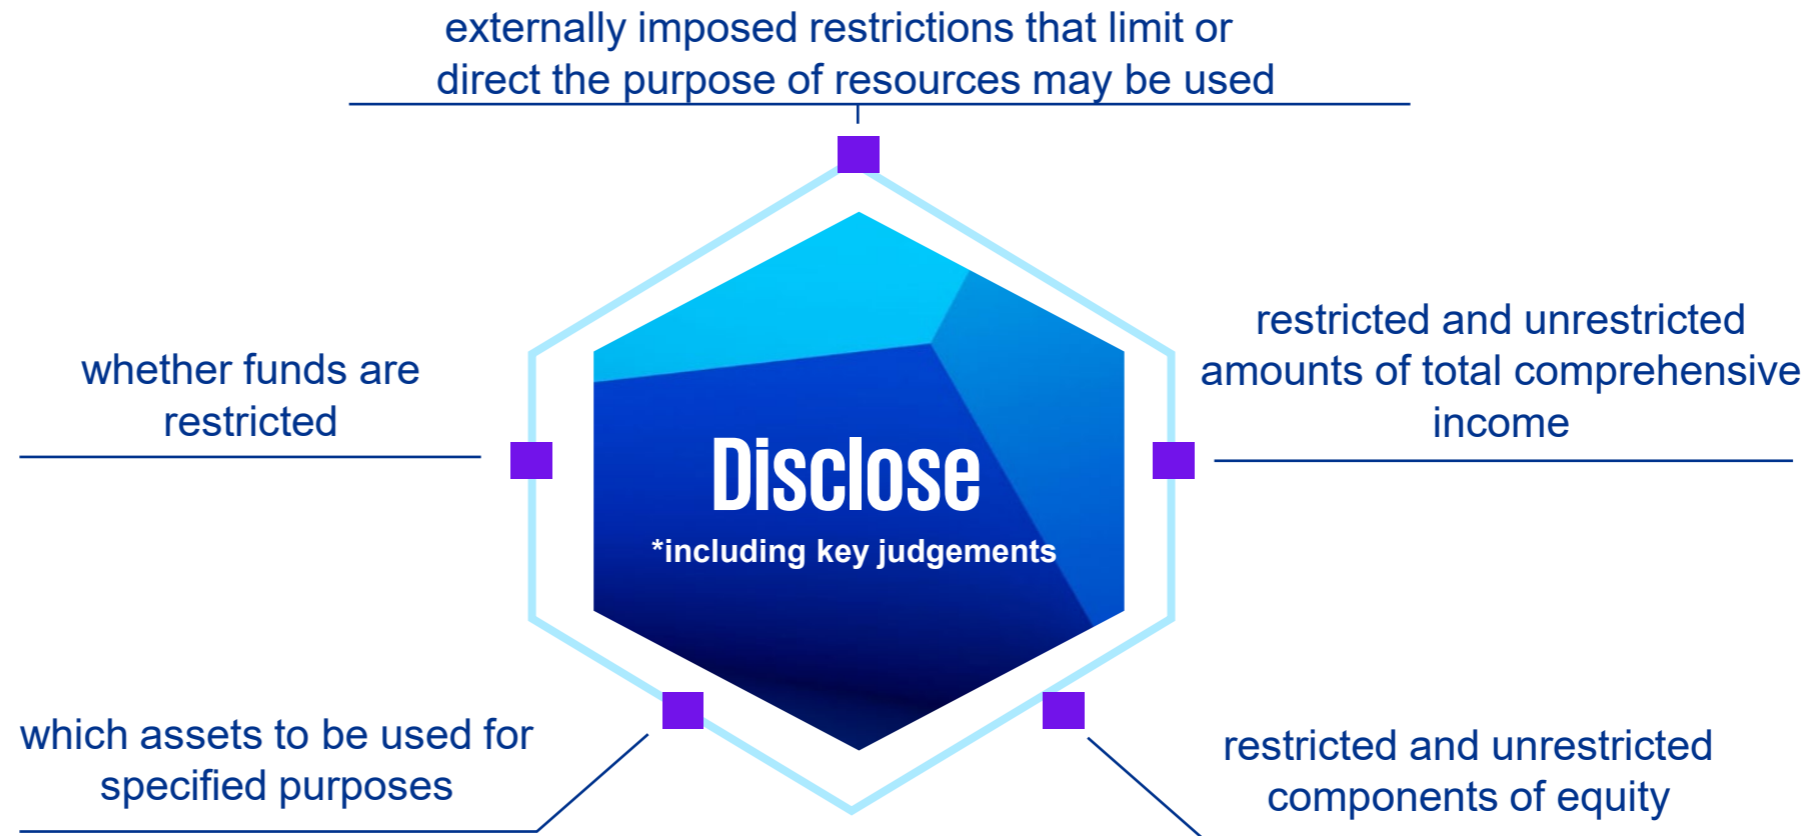 externally imposed restrictions that limit or
direct the purpose of resources may be used
whether funds are
restricted
restricted and unrestricted
amounts of total comprehensive
income
Disclose
*including key judgements
which assets to be used for
specified purposes
restricted and unrestricted
components of equity